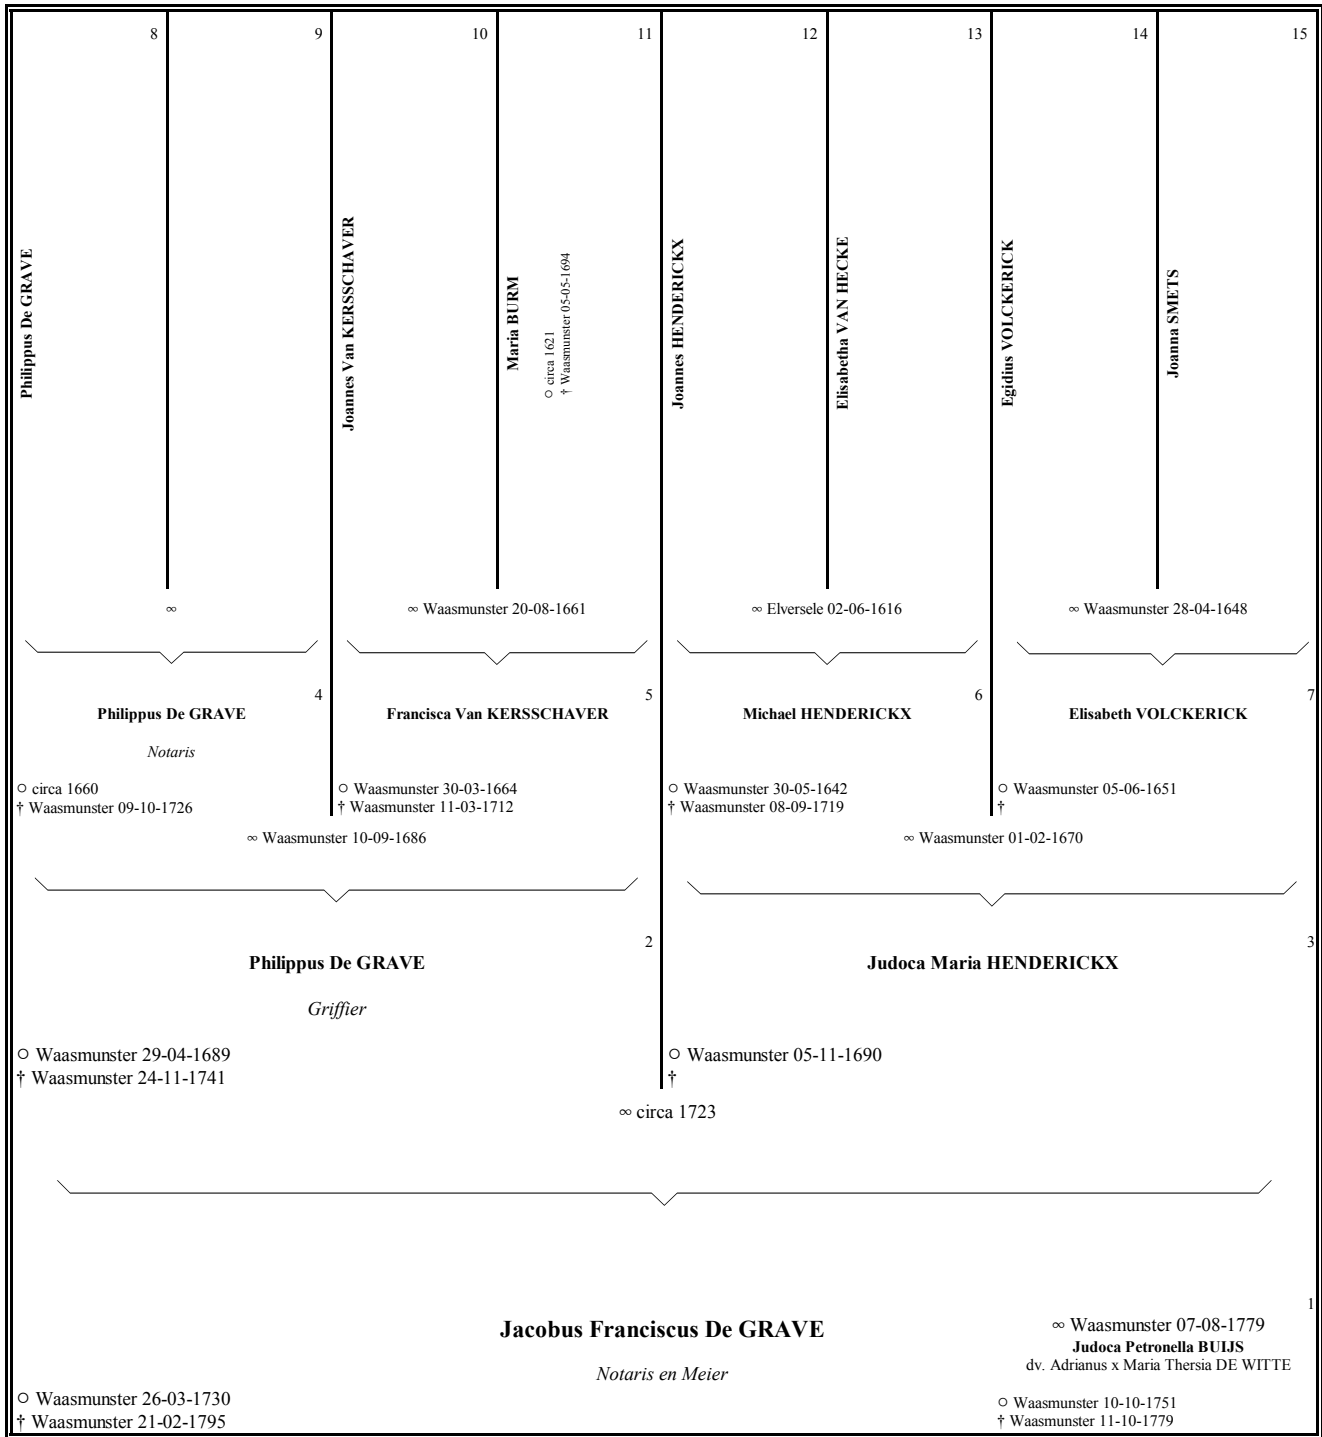 8
9
10
11
12
13
14
15
Philippus De GRAVE
Joannes Van KERSSCHAVER
Maria BURM
○ circa 1621
† Waasmunster 05-05-1694
Joannes HENDERICKX
Elisabetha VAN HECKE
Egidius VOLCKERICK
Joanna SMETS
∞
∞ Waasmunster 20-08-1661
∞ Elversele 02-06-1616
∞ Waasmunster 28-04-1648
4
Philippus De GRAVE
Notaris
○ circa 1660
† Waasmunster 09-10-1726
5
Francisca Van KERSSCHAVER
○ Waasmunster 30-03-1664
† Waasmunster 11-03-1712
6
Michael HENDERICKX
○ Waasmunster 30-05-1642
† Waasmunster 08-09-1719
7
Elisabeth VOLCKERICK
○ Waasmunster 05-06-1651
†
∞ Waasmunster 10-09-1686
∞ Waasmunster 01-02-1670
2
Philippus De GRAVE
Griffier
○ Waasmunster 29-04-1689
† Waasmunster 24-11-1741
3
Judoca Maria HENDERICKX
○ Waasmunster 05-11-1690
†
∞ circa 1723
1
Jacobus Franciscus De GRAVE
Notaris en Meier
○ Waasmunster 26-03-1730
† Waasmunster 21-02-1795
∞ Waasmunster 07-08-1779
Judoca Petronella BUIJS
dv. Adrianus x Maria Thersia DE WITTE
○ Waasmunster 10-10-1751
† Waasmunster 11-10-1779